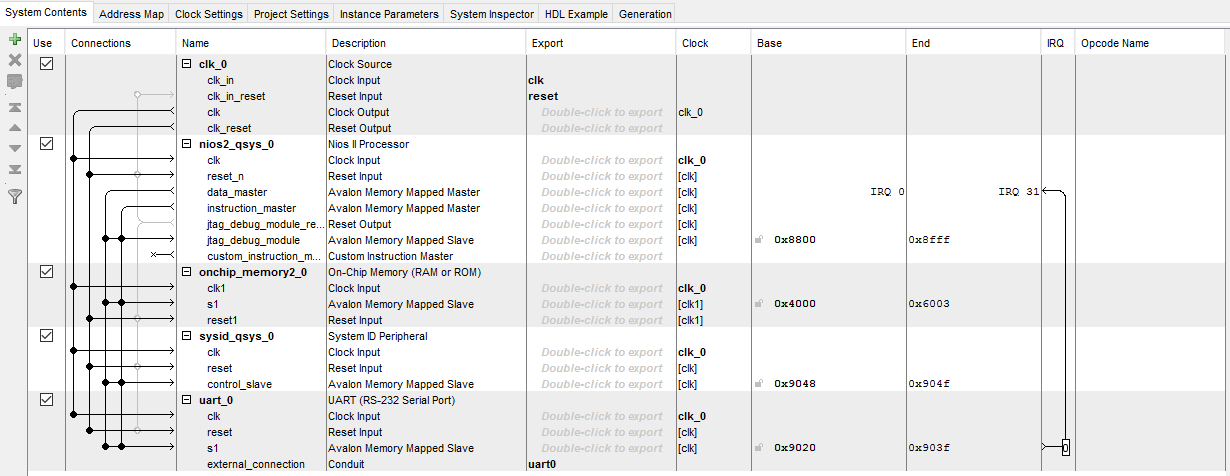 System Contents Address Map Clock Settings Project Settings Instance Parameters System Inspector HDL Example Generation
Use Connections Name Description Export Clock Base End IRQ Opcode Name
clk_0 Clock Source
clk_in Clock Input clk
clk_in_reset Reset Input reset
clk Clock Output Double-click to export clk_0
clk_reset Reset Output Double-click to export
nios2_qsys_0 Nios II Processor
clk Clock Input Double-click to export clk_0
reset_n Reset Input Double-click to export [clk]
data_master Avalon Memory Mapped Master Double-click to export [clk] IRQ 0 IRQ 31
instruction_master Avalon Memory Mapped Master Double-click to export [clk]
jtag_debug_module_re... Reset Output Double-click to export [clk]
jtag_debug_module Avalon Memory Mapped Slave Double-click to export [clk] 0x8800 0x8fff
custom_instruction_m... Custom Instruction Master Double-click to export
onchip_memory2_0 On-Chip Memory (RAM or ROM)
clk1 Clock Input Double-click to export clk_0
s1 Avalon Memory Mapped Slave Double-click to export [clk1] 0x4000 0x6003
reset1 Reset Input Double-click to export [clk1]
sysid_qsys_0 System ID Peripheral
clk Clock Input Double-click to export clk_0
reset Reset Input Double-click to export [clk]
control_slave Avalon Memory Mapped Slave Double-click to export [clk] 0x9048 0x904f
uart_0 UART (RS-232 Serial Port)
clk Clock Input Double-click to export clk_0
reset Reset Input Double-click to export [clk]
s1 Avalon Memory Mapped Slave Double-click to export [clk] 0x9020 0x903f 0
external_connection Conduit uart0